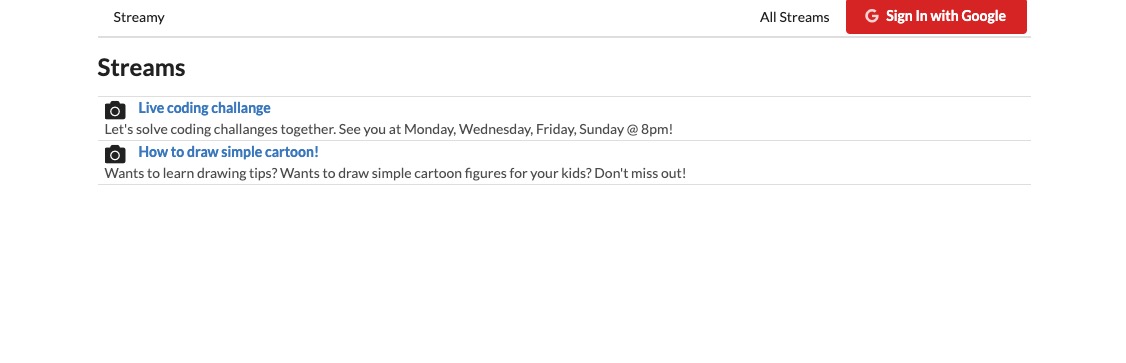 Streamy
All Streams
Sign In with Google
Streams
Live coding challange
Let's solve coding challanges together. See you at Monday, Wednesday, Friday, Sunday @ 8pm!
How to draw simple cartoon!
Wants to learn drawing tips? Wants to draw simple cartoon figures for your kids? Don't miss out!